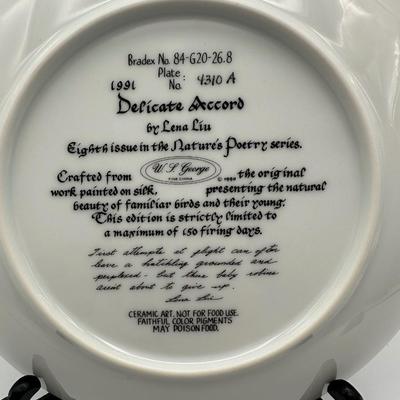 Bradex No. 84-G20-26.8
Plate
1991 No: 4310 A
Delicate Accord
by Lena Liu
Eighth issue in the Nature's Poetry series.
Crafted from W. S. George FINE CHINA © the original
work painted on silk, presenting the natural
beauty of familiar birds and their young.
This edition is strictly limited to
a maximum of 150 firing days.
First attempts at flight can often
leave a hatchling grounded and
perplexed - but these baby robins
aren't about to give up.
Lena Liu
CERAMIC ART. NOT FOR FOOD USE.
FAITHFUL COLOR PIGMENTS
MAY POISON FOOD.